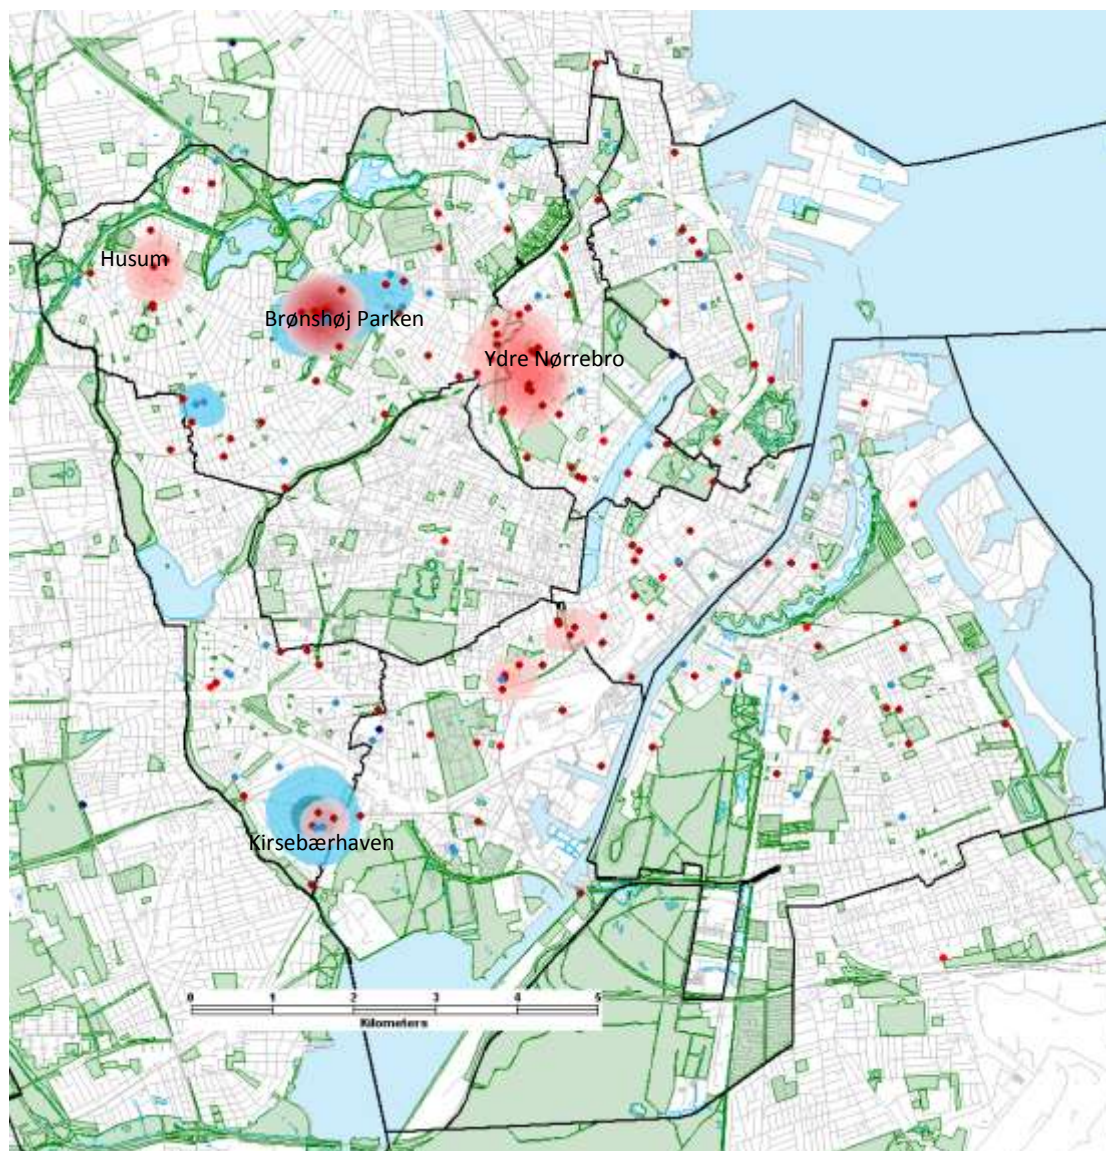 Husum
Brønshøj Parken
Ydre Nørrebro
Kirsebærhaven
0 1 2 3 4 5
Kilometers